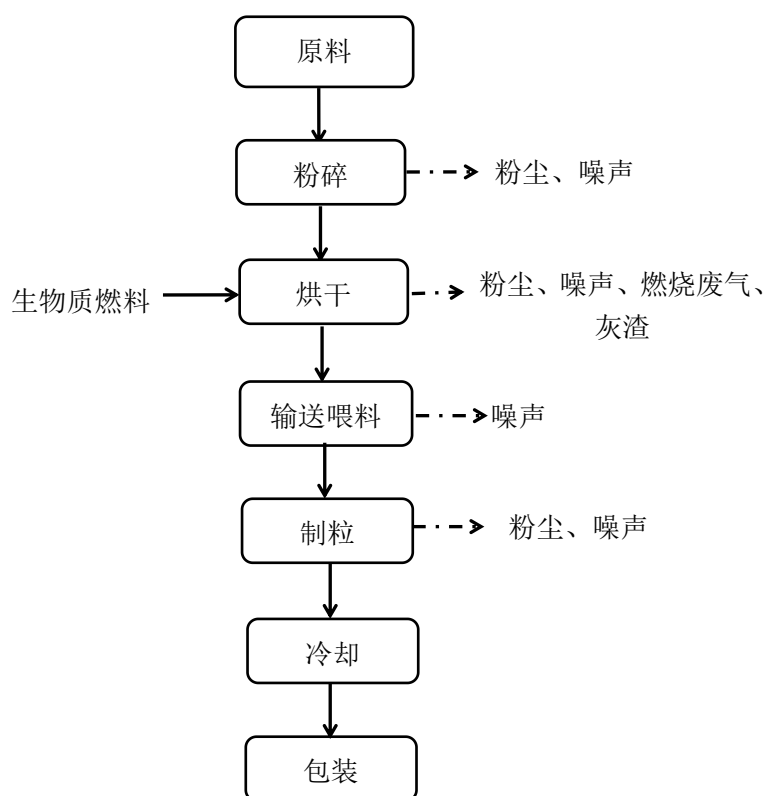 原料
粉碎
粉尘、噪声
生物质燃料
烘干
粉尘、噪声、燃烧废气、
灰渣
输送喂料
噪声
制粒
粉尘、噪声
冷却
包装